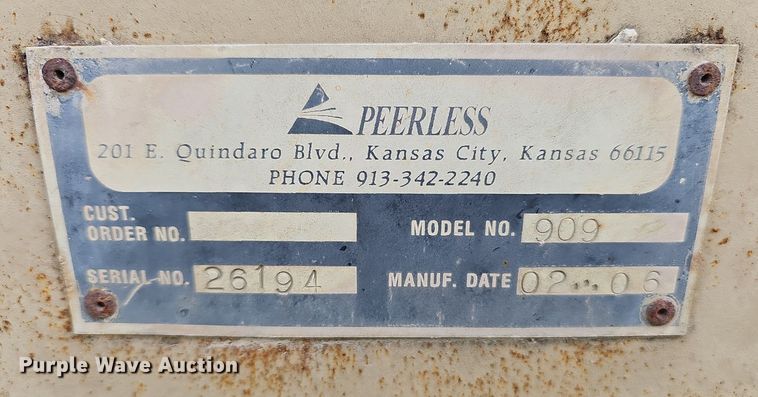 PEERLESS
201 E. Quindaro Blvd., Kansas City, Kansas 66115
PHONE 913-342-2240
CUST. ORDER NO.
MODEL NO. 909
SERIAL NO. 26194
MANUF. DATE 02 06
Purple Wave Auction